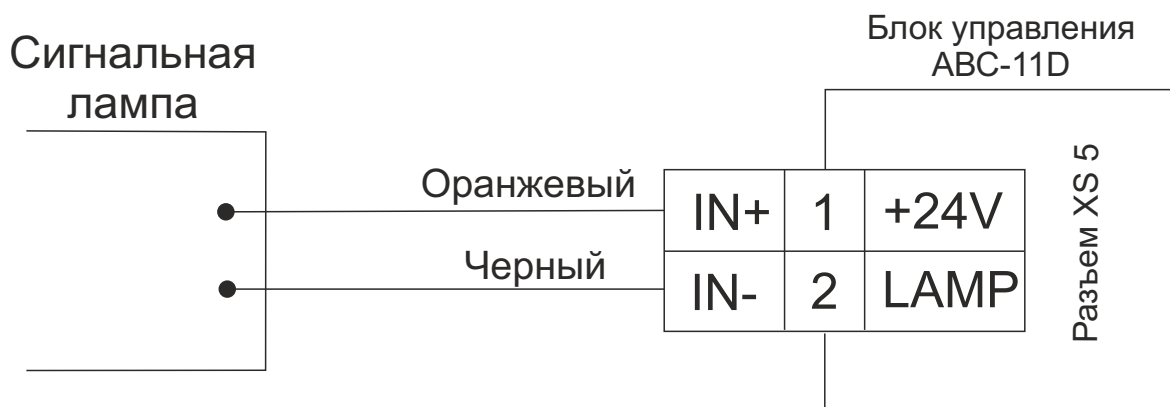 Сигнальная
лампа
Блок управления
ABC-11D
Оранжевый
IN+ 1 +24V
Черный
IN- 2 LAMP
Разъем XS 5